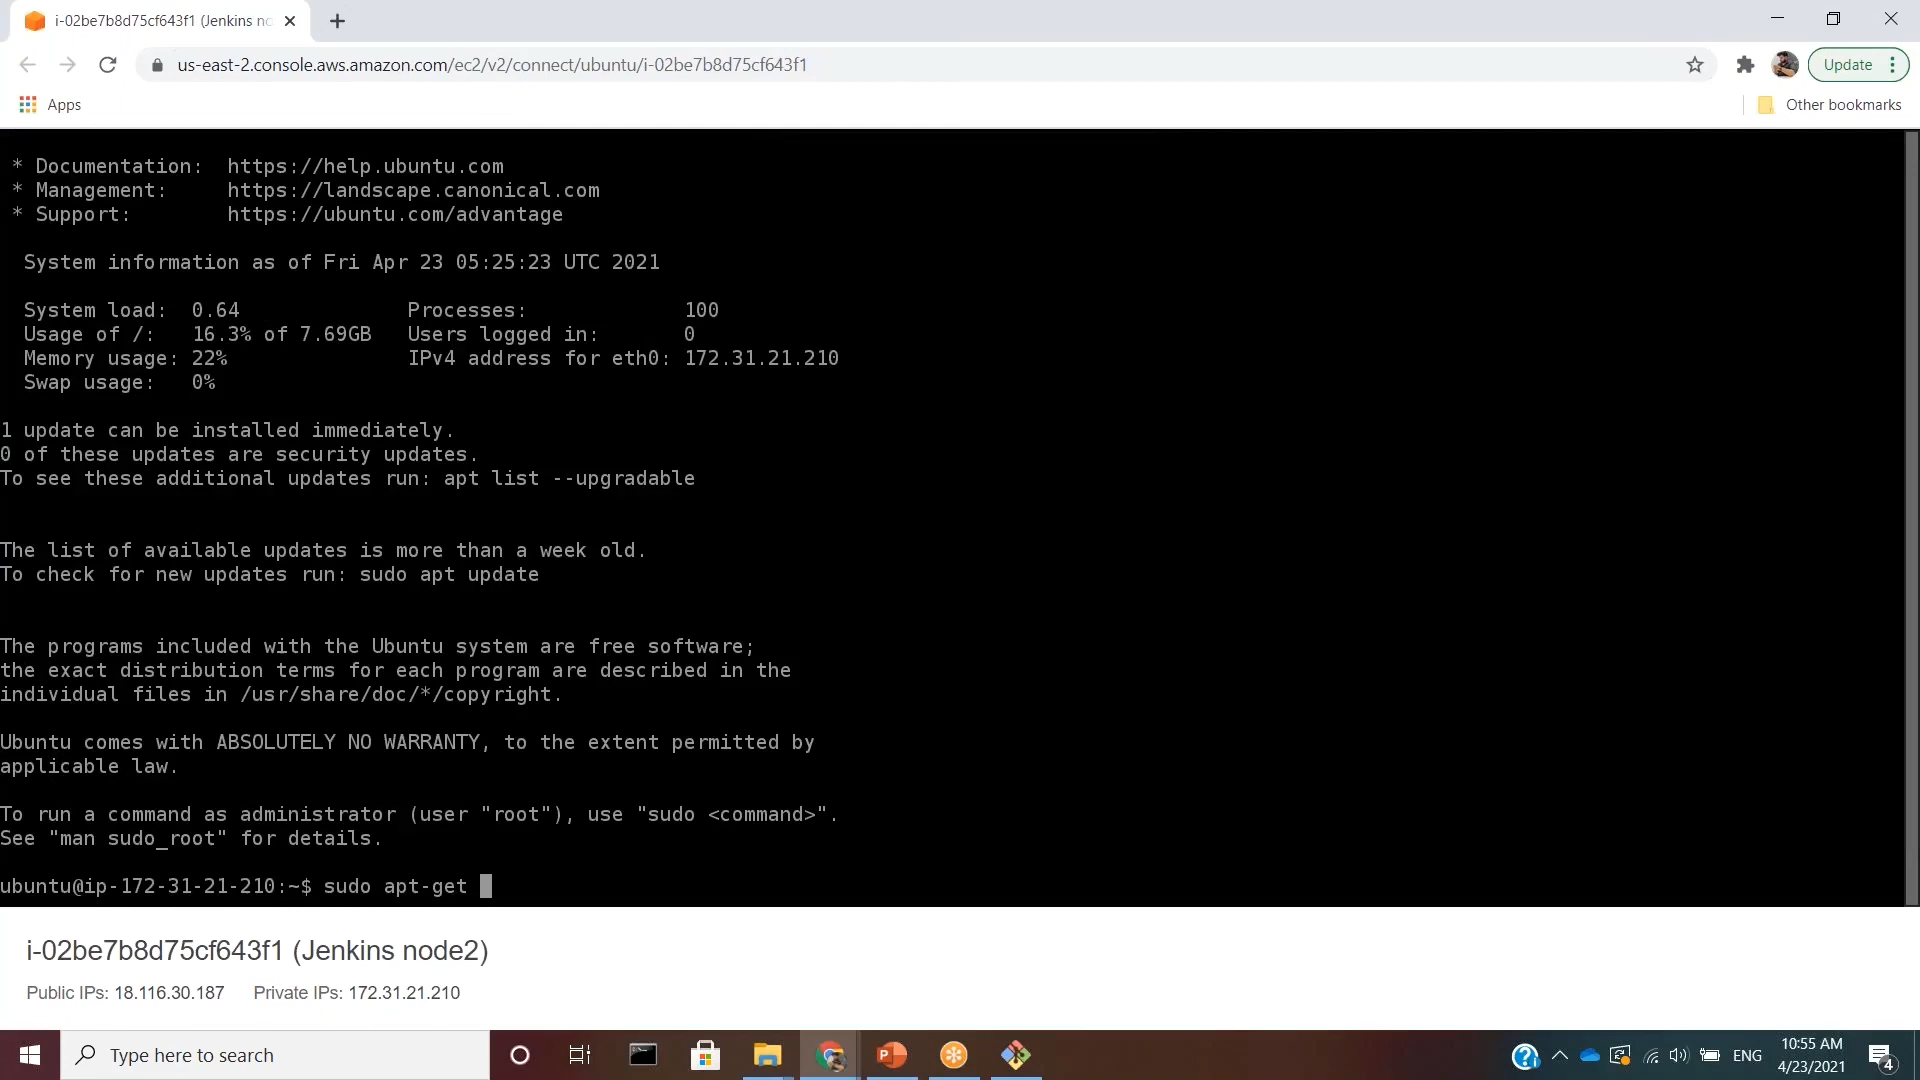 i-02be7b8d75cf643f1 (Jenkins no
us-east-2.console.aws.amazon.com/ec2/v2/connect/ubuntu/i-02be7b8d75cf643f1
Update
Apps
Other bookmarks
* Documentation:  https://help.ubuntu.com
* Management:     https://landscape.canonical.com
* Support:        https://ubuntu.com/advantage
System information as of Fri Apr 23 05:25:23 UTC 2021
System load:  0.64              Processes:             100
Usage of /:   16.3% of 7.69GB   Users logged in:       0
Memory usage: 22%               IPv4 address for eth0: 172.31.21.210
Swap usage:   0%
1 update can be installed immediately.
0 of these updates are security updates.
To see these additional updates run: apt list --upgradable
The list of available updates is more than a week old.
To check for new updates run: sudo apt update
The programs included with the Ubuntu system are free software;
the exact distribution terms for each program are described in the
individual files in /usr/share/doc/*/copyright.
Ubuntu comes with ABSOLUTELY NO WARRANTY, to the extent permitted by
applicable law.
To run a command as administrator (user "root"), use "sudo <command>".
See "man sudo_root" for details.
ubuntu@ip-172-31-21-210:~$ sudo apt-get
i-02be7b8d75cf643f1 (Jenkins node2)
Public IPs: 18.116.30.187    Private IPs: 172.31.21.210
Type here to search
ENG
10:55 AM
4/23/2021
4